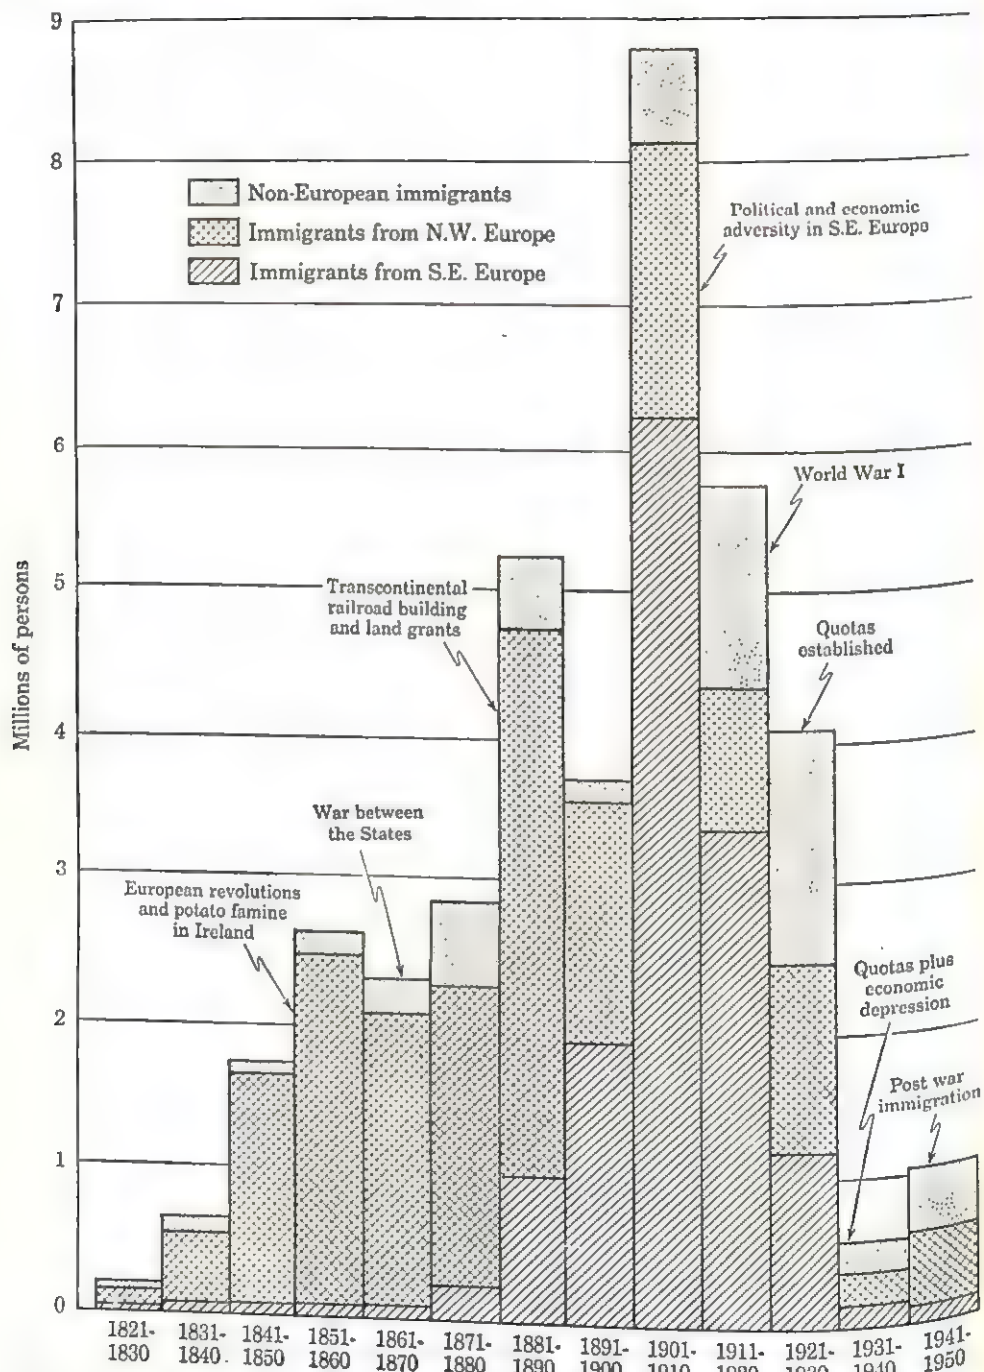 9
8
7
6
5
4
3
2
1
0
Millions of persons
Non-European immigrants
Immigrants from N.W. Europe
Immigrants from S.E. Europe
Political and economic
adversity in S.E. Europe
World War I
Transcontinental
railroad building
and land grants
Quotas
established
War between
the States
European revolutions
and potato famine
in Ireland
Quotas plus
economic
depression
Post war
immigration
1821- 1831- 1841- 1851- 1861- 1871- 1881- 1891- 1901- 1911- 1921- 1931- 1941-
1830 1840 1850 1860 1870 1880 1890 1900 1910 1920 1930 1940 1950